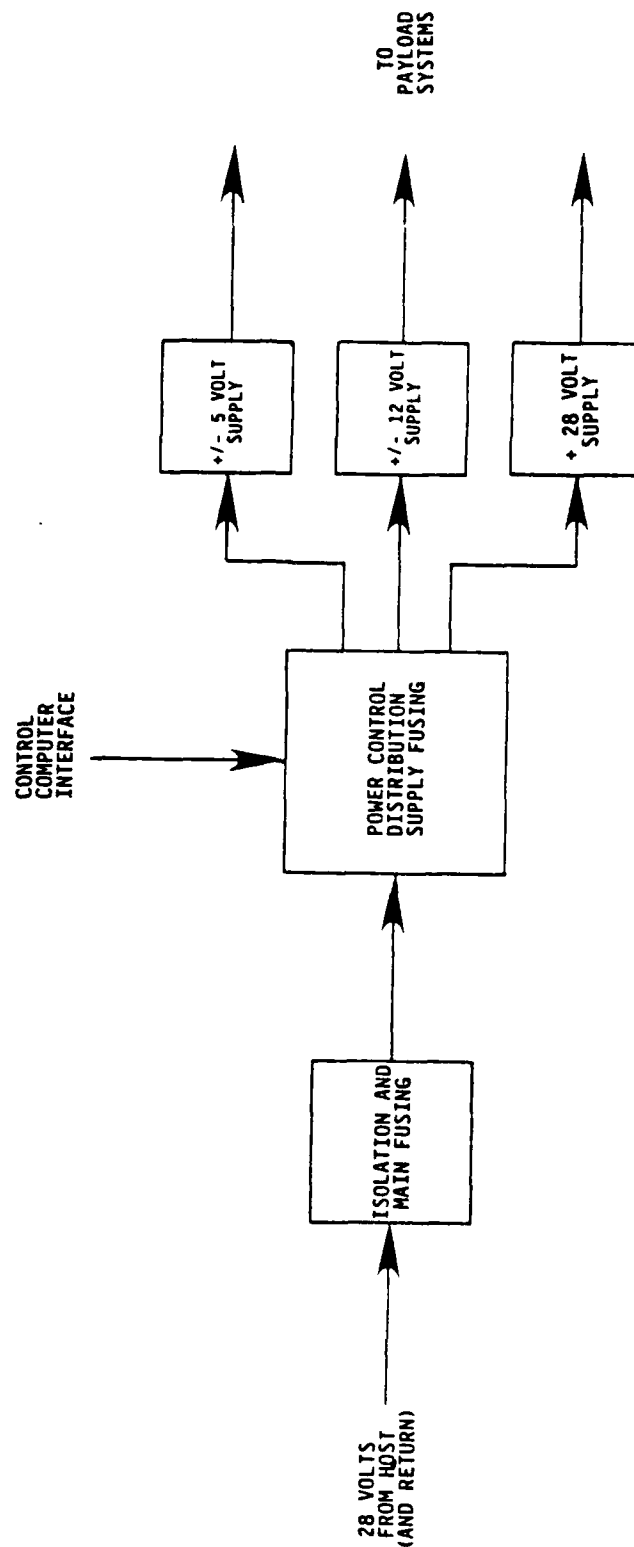 28 VOLTS
FROM HOST
(AND RETURN)
ISOLATION AND
MAIN FUSING
CONTROL
COMPUTER
INTERFACE
POWER CONTROL
DISTRIBUTION
SUPPLY FUSING
+/- 5 VOLT
SUPPLY
+/- 12 VOLT
SUPPLY
+ 28 VOLT
SUPPLY
TO
PAYLOAD
SYSTEMS